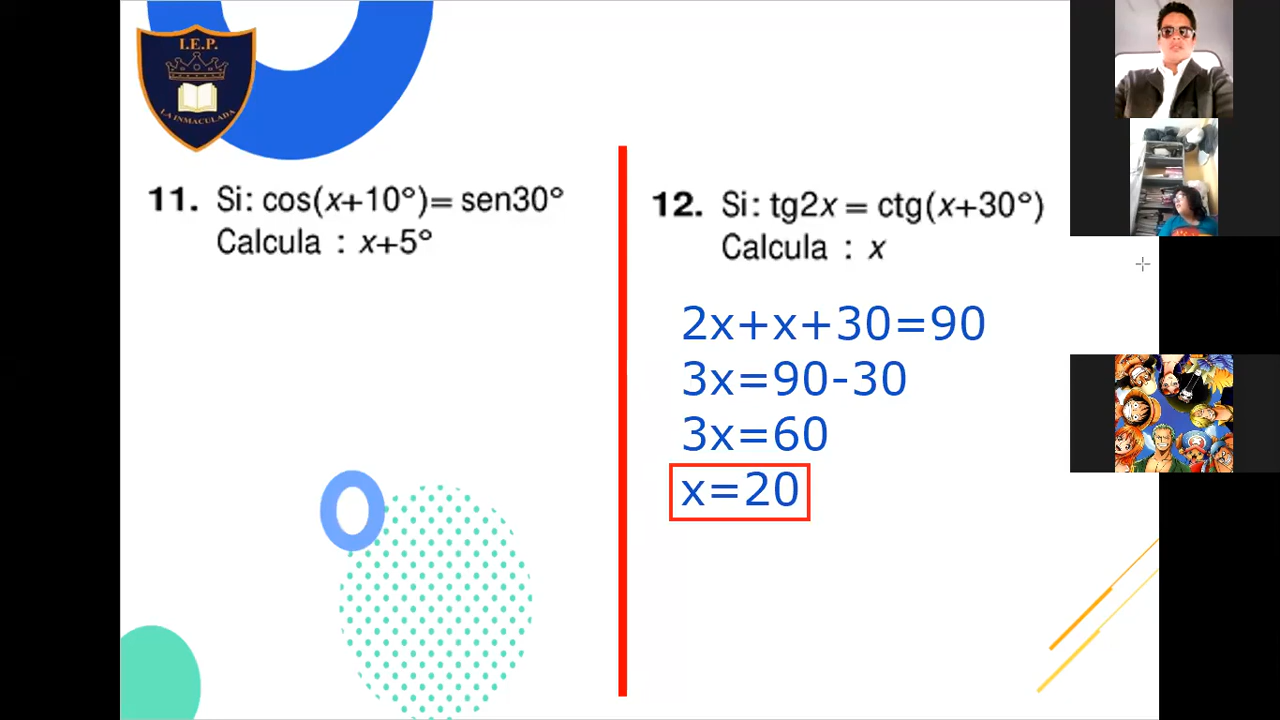 I.E.P.
LA INMACULADA
11. Si: cos(x+10°)= sen30°
Calcula : x+5°
12. Si: tg2x = ctg(x+30°)
Calcula : x
2x+x+30=90
3x=90-30
3x=60
x=20